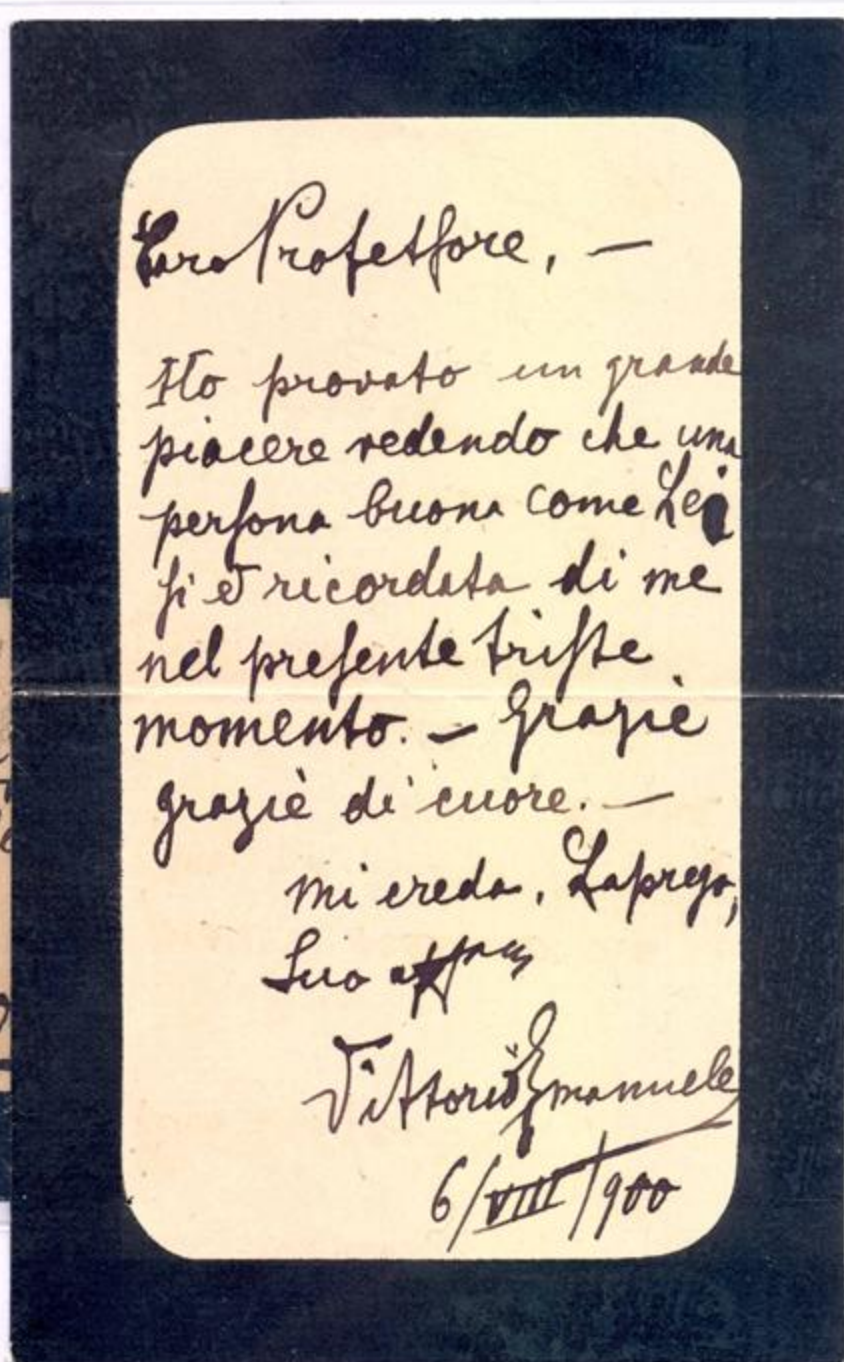 Caro Professore, —
Ho provato un grande
piacere vedendo che una
persona buona come Lei
si è ricordata di me
nel presente triste
momento. — Grazie
grazie di cuore. —
Mi creda, La prego,
Suo affmo
Vittorio Emanuele
6/VIII/900